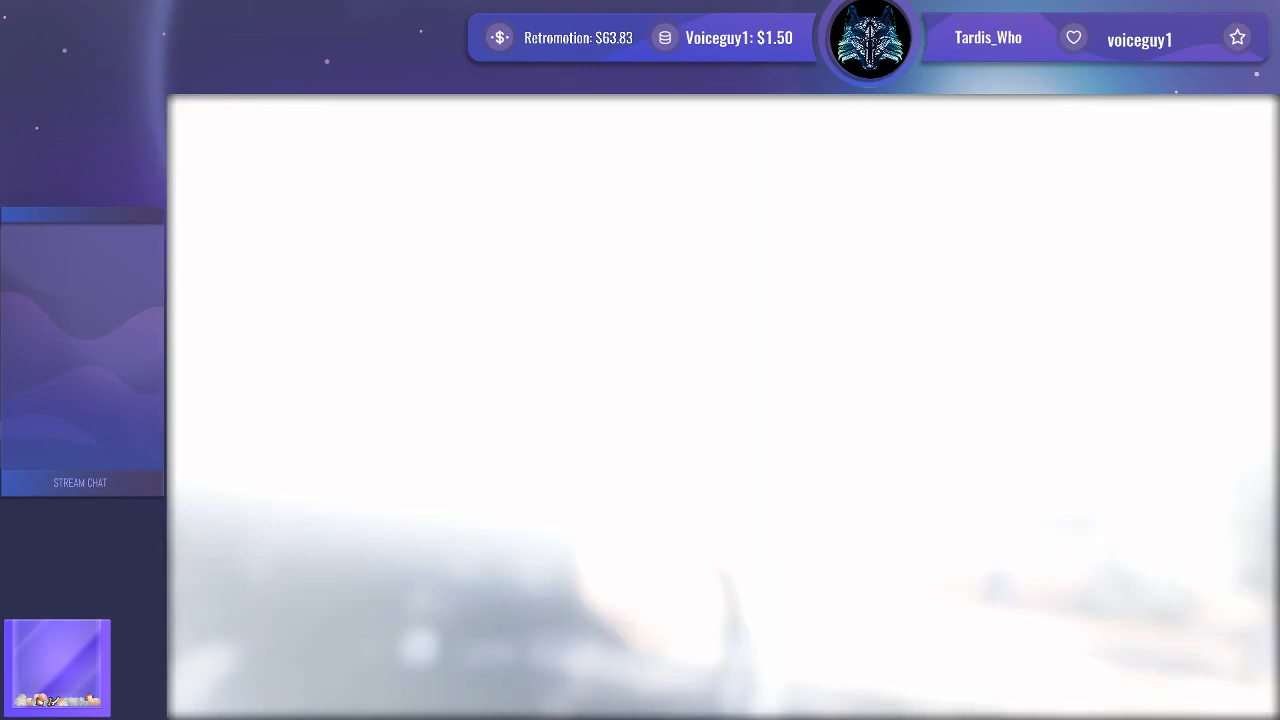 Retromotion: $63.83
Voiceguy1: $1.50
Tardis_Who
voiceguy1
STREAM CHAT